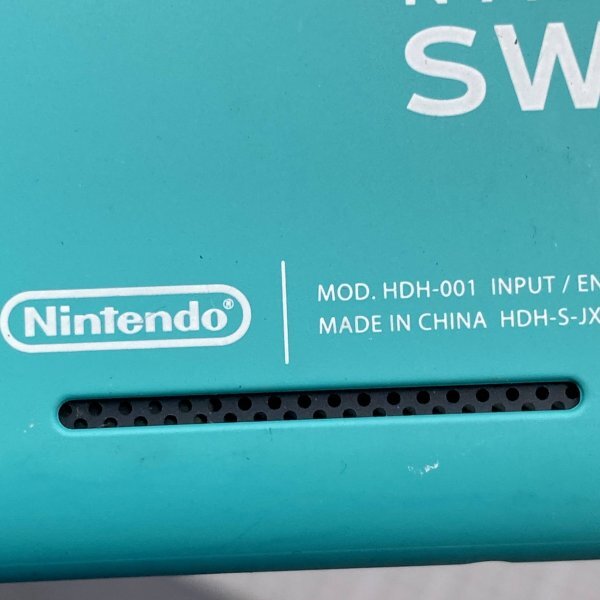 SW
Nintendo®
MOD. HDH-001 INPUT / EN
MADE IN CHINA HDH-S-JX